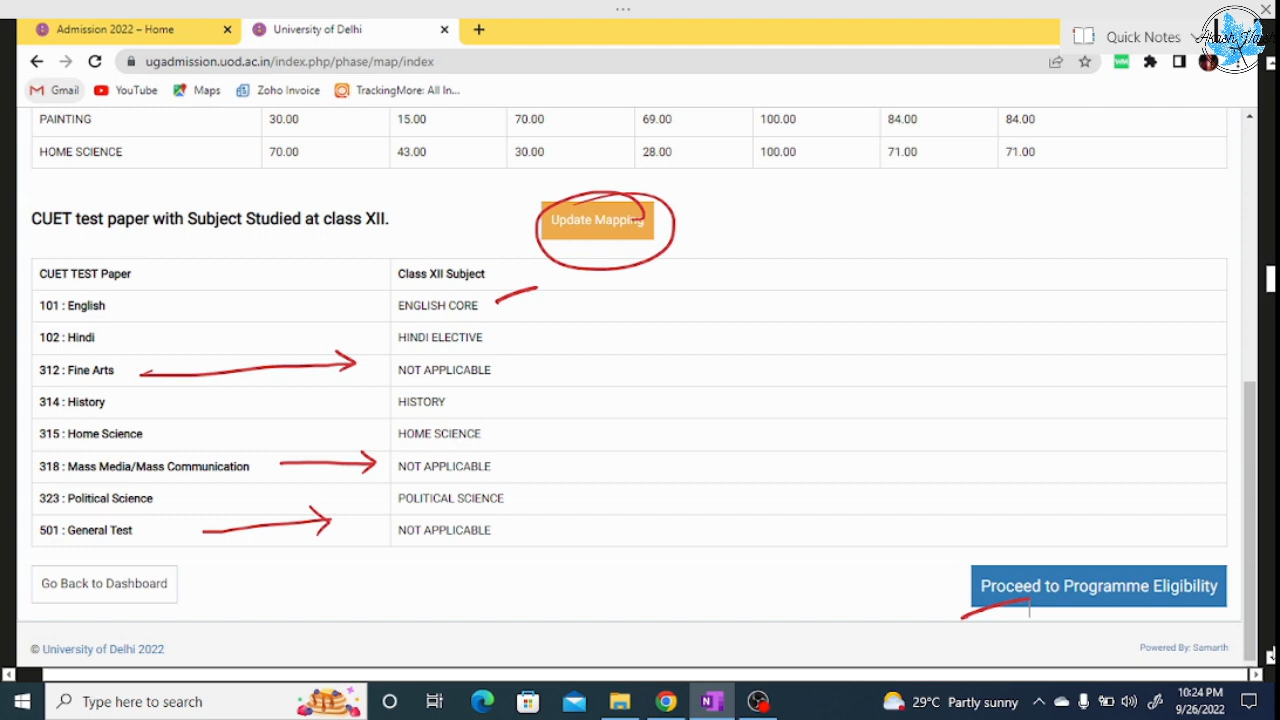 Admission 2022 – Home
University of Delhi
Quick Notes
ugadmission.uod.ac.in/index.php/phase/map/index
Gmail YouTube Maps Zoho Invoice TrackingMore: All In...
PAINTING 30.00 15.00 70.00 69.00 100.00 84.00 84.00
HOME SCIENCE 70.00 43.00 30.00 28.00 100.00 71.00 71.00
CUET test paper with Subject Studied at class XII. Update Mapping
CUET TEST Paper Class XII Subject
101 : English ENGLISH CORE
102 : Hindi HINDI ELECTIVE
312 : Fine Arts NOT APPLICABLE
314 : History HISTORY
315 : Home Science HOME SCIENCE
318 : Mass Media/Mass Communication NOT APPLICABLE
323 : Political Science POLITICAL SCIENCE
501 : General Test NOT APPLICABLE
Go Back to Dashboard Proceed to Programme Eligibility
© University of Delhi 2022 Powered By: Samarth
Type here to search 29°C Partly sunny 10:24 PM
9/26/2022